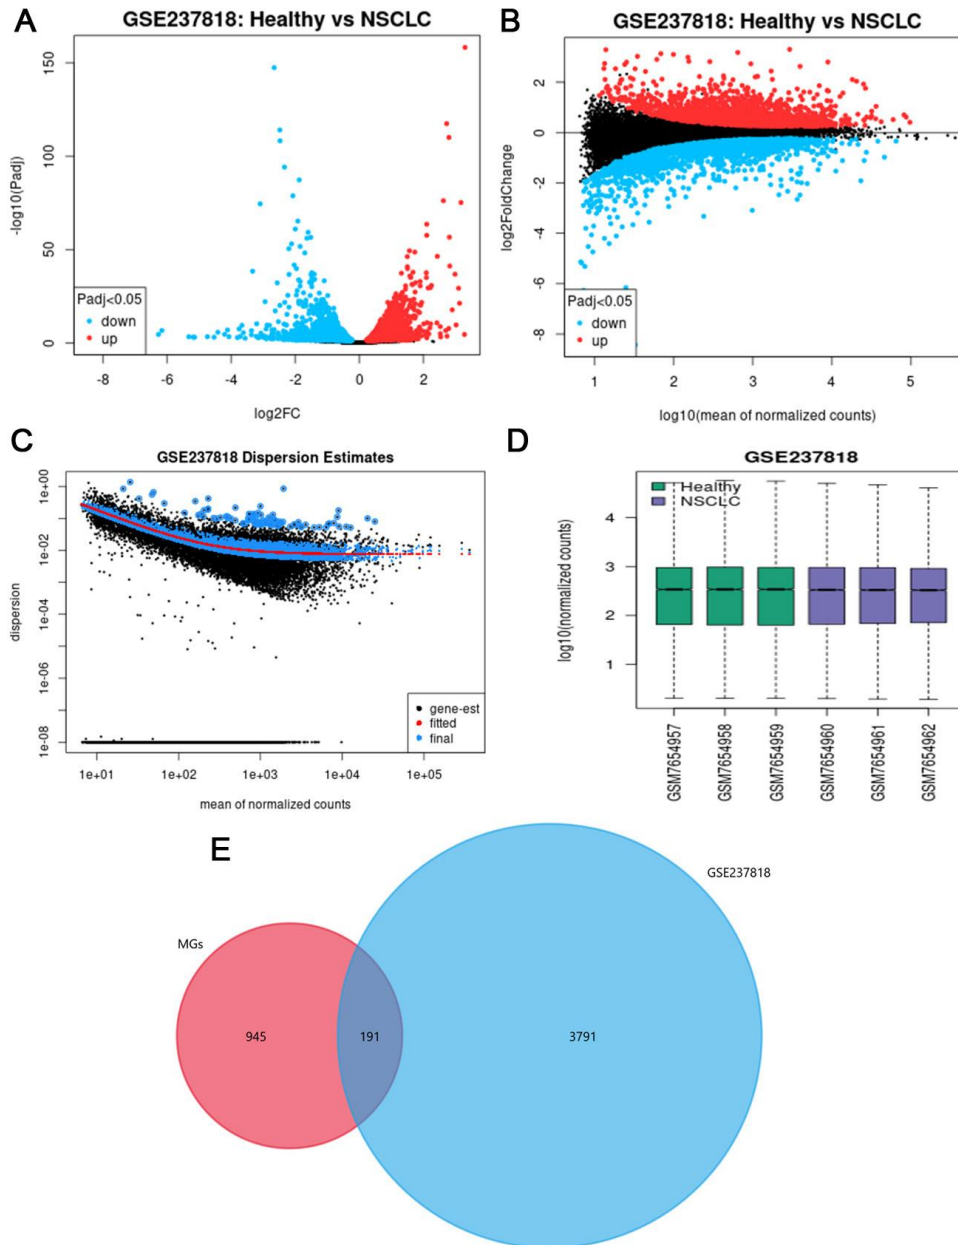 A
GSE237818: Healthy vs NSCLC
-log10(Padj)
150
100
50
0
Padj<0.05
down
up
-8 -6 -4 -2 0 2
log2FC
B
GSE237818: Healthy vs NSCLC
log2FoldChange
2
0
-2
-4
-6
-8
Padj<0.05
down
up
1 2 3 4 5
log10(mean of normalized counts)
C
GSE237818 Dispersion Estimates
dispersion
1e+00
1e-02
1e-04
1e-06
1e-08
gene-est
fitted
final
1e+01 1e+02 1e+03 1e+04 1e+05
mean of normalized counts
D
GSE237818
Healthy
NSCLC
log10(normalized counts)
4
3
2
1
GSM7654957
GSM7654958
GSM7654959
GSM7654960
GSM7654961
GSM7654962
E
GSE237818
MGs
945 191 3791